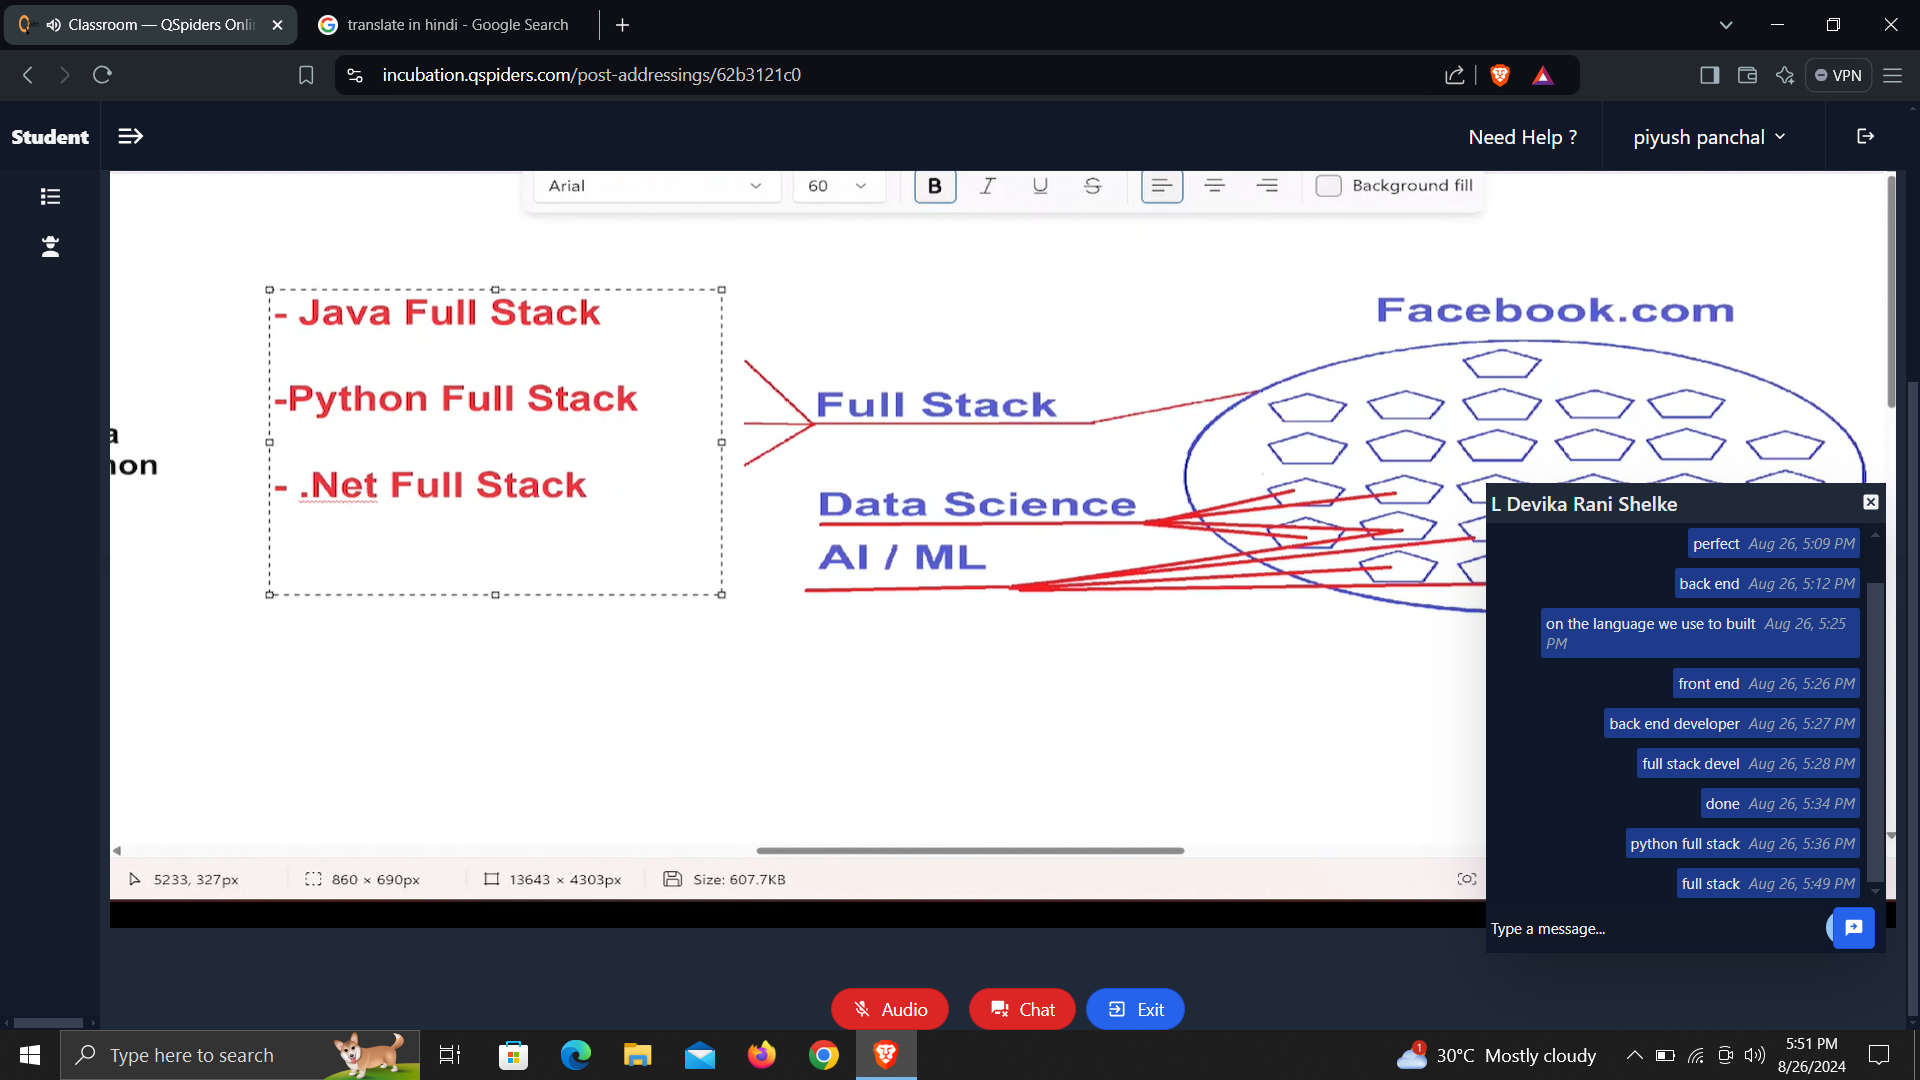 Classroom — QSpiders Onli
translate in hindi - Google Search
incubation.qspiders.com/post-addressings/62b3121c0
VPN
Student
Need Help ?
piyush panchal
Arial
60
B
I
U
S
Background fill
- Java Full Stack
-Python Full Stack
- .Net Full Stack
Full Stack
Data Science
AI / ML
Facebook.com
L Devika Rani Shelke
perfect Aug 26, 5:09 PM
back end Aug 26, 5:12 PM
on the language we use to built Aug 26, 5:25
PM
front end Aug 26, 5:26 PM
back end developer Aug 26, 5:27 PM
full stack devel Aug 26, 5:28 PM
done Aug 26, 5:34 PM
python full stack Aug 26, 5:36 PM
full stack Aug 26, 5:49 PM
Type a message...
5233, 327px
860 × 690px
13643 × 4303px
Size: 607.7KB
Audio
Chat
Exit
Type here to search
1
30°C Mostly cloudy
5:51 PM
8/26/2024